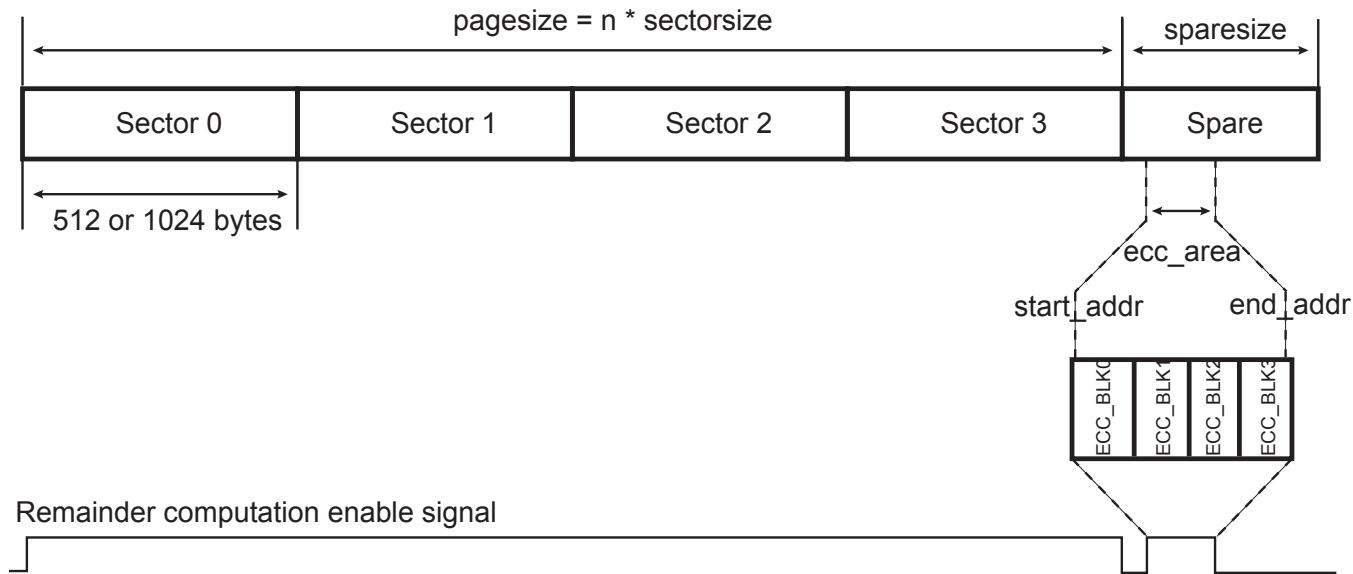 pagesize = n * sectorsize
sparesize
Sector 0
Sector 1
Sector 2
Sector 3
Spare
512 or 1024 bytes
ecc_area
start_addr
end_addr
ECC_BLK0
ECC_BLK1
ECC_BLK2
ECC_BLK3
Remainder computation enable signal